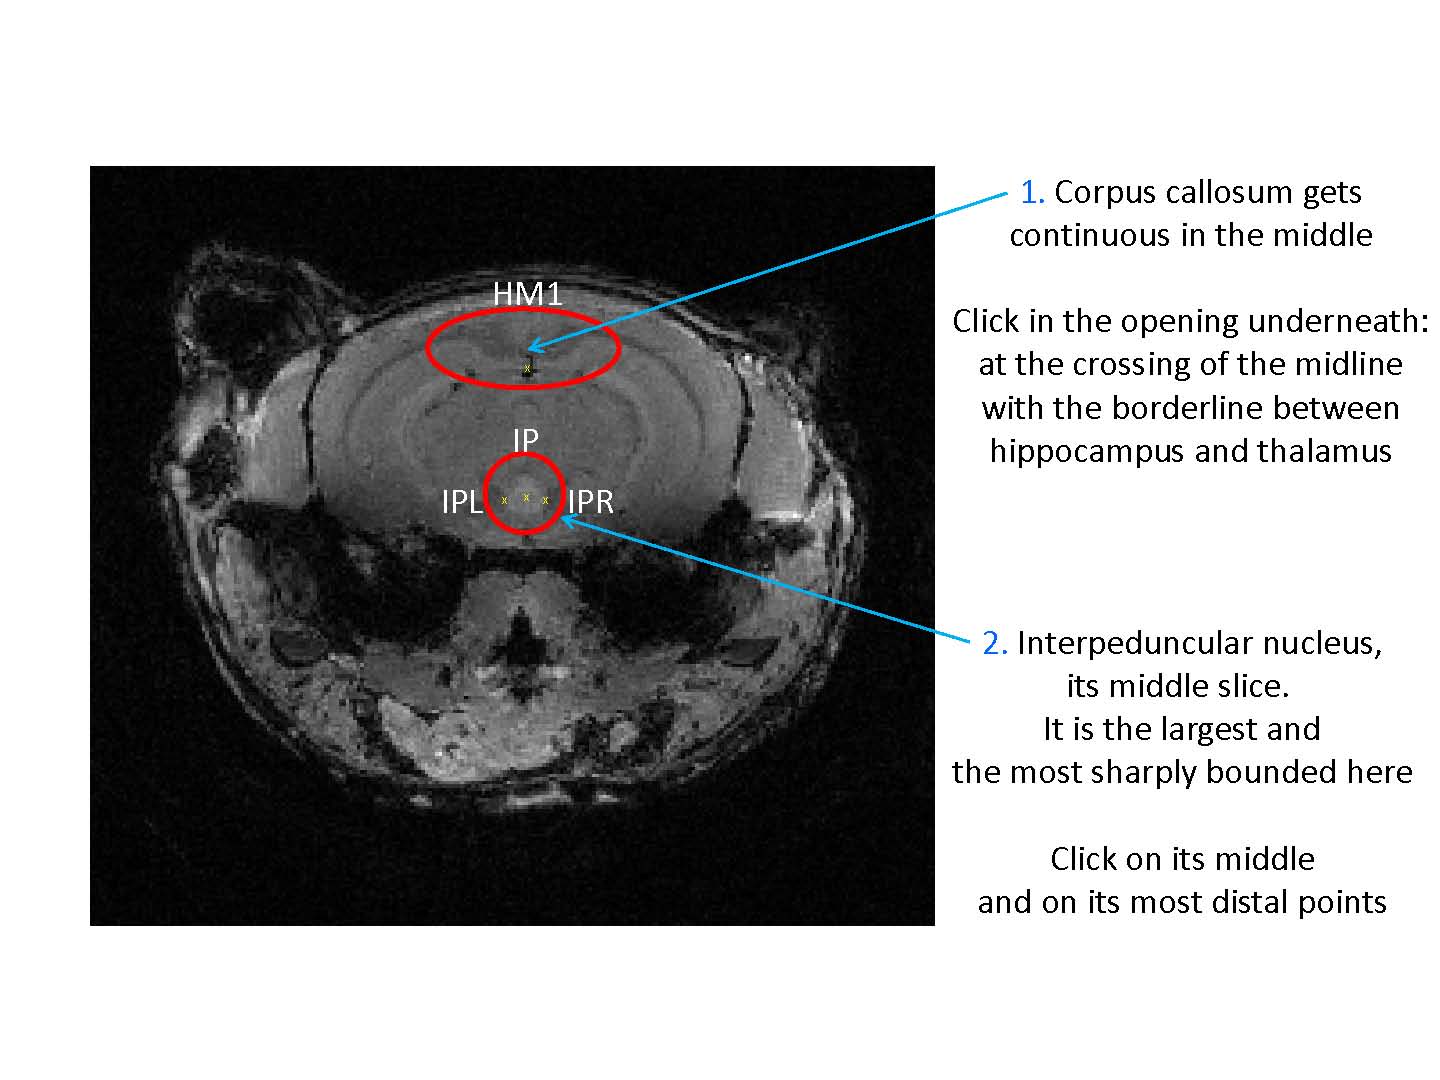 1. Corpus callosum gets
continuous in the middle
HM1
Click in the opening underneath:
at the crossing of the midline
with the borderline between
hippocampus and thalamus
IP
IPL x x x IPR
x
2. Interpeduncular nucleus,
its middle slice.
It is the largest and
the most sharply bounded here
Click on its middle
and on its most distal points